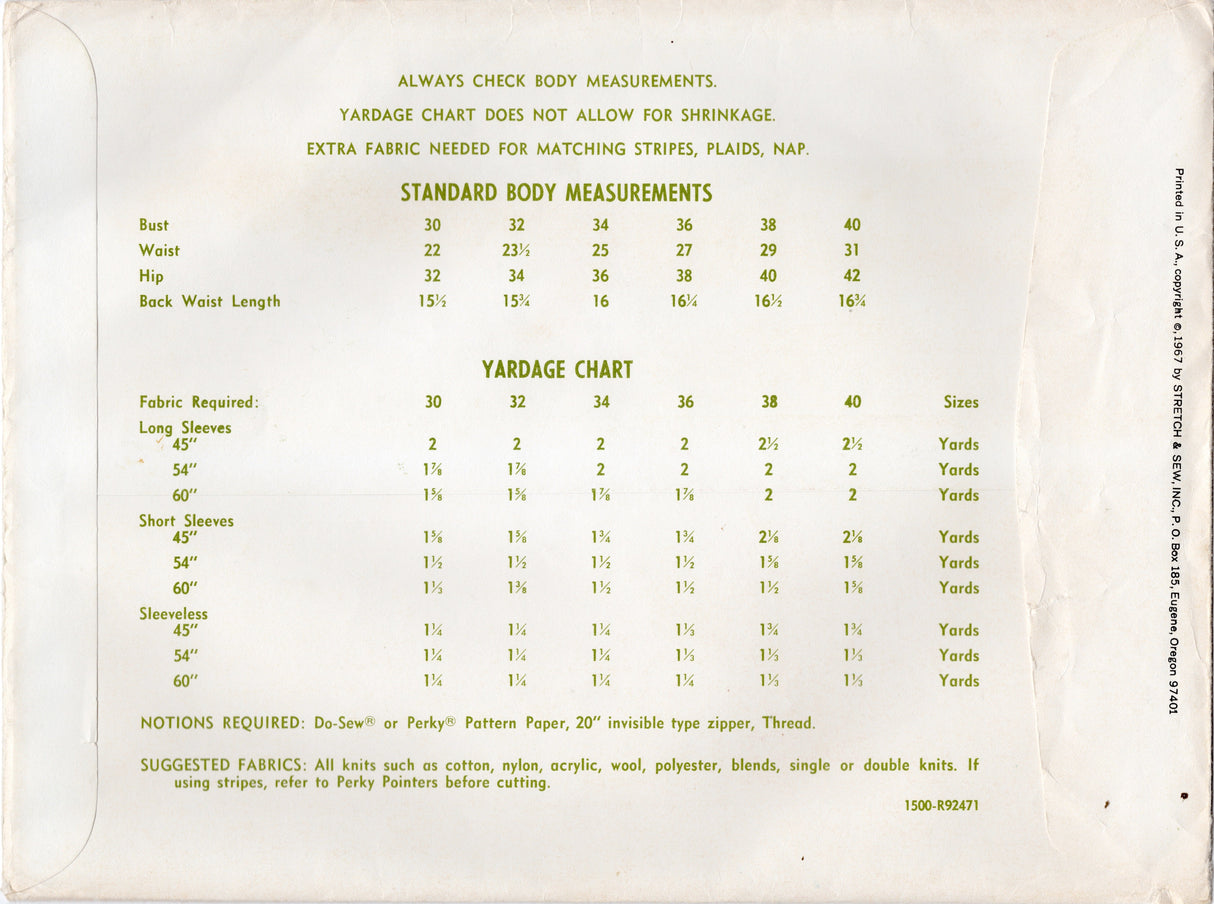 ALWAYS CHECK BODY MEASUREMENTS.
YARDAGE CHART DOES NOT ALLOW FOR SHRINKAGE.
EXTRA FABRIC NEEDED FOR MATCHING STRIPES, PLAIDS, NAP.
STANDARD BODY MEASUREMENTS
Bust 30 32 34 36 38 40
Waist 22 23½ 25 27 29 31
Hip 32 34 36 38 40 42
Back Waist Length 15½ 15¾ 16 16¼ 16½ 16¾
YARDAGE CHART
Fabric Required: 30 32 34 36 38 40 Sizes
Long Sleeves
45" 2 2 2 2 2½ 2½ Yards
54" 1⅞ 1⅞ 2 2 2 2 Yards
60" 1⅝ 1⅝ 1⅞ 1⅞ 2 2 Yards
Short Sleeves
45" 1⅝ 1⅝ 1¾ 1¾ 2⅛ 2⅛ Yards
54" 1½ 1½ 1½ 1½ 1⅝ 1⅝ Yards
60" 1⅓ 1⅜ 1½ 1½ 1½ 1⅝ Yards
Sleeveless
45" 1¼ 1¼ 1¼ 1⅓ 1¾ 1¾ Yards
54" 1¼ 1¼ 1¼ 1⅓ 1⅓ 1⅓ Yards
60" 1¼ 1¼ 1¼ 1¼ 1⅓ 1⅓ Yards
NOTIONS REQUIRED: Do-Sew® or Perky® Pattern Paper, 20" invisible type zipper, Thread.
SUGGESTED FABRICS: All knits such as cotton, nylon, acrylic, wool, polyester, blends, single or double knits. If
using stripes, refer to Perky Pointers before cutting.
1500-R92471
Printed in U. S. A., copyright ©, 1967 by STRETCH & SEW, INC., P. O. Box 185, Eugene, Oregon 97401